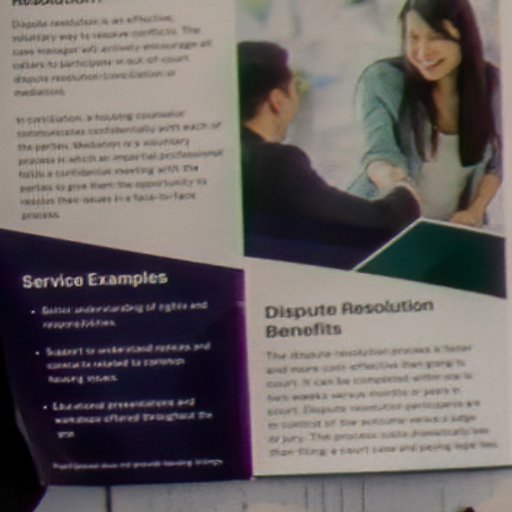 Resolution?
Dispute resolution is an effective,
voluntary way to resolve conflicts. The
case manager will actively encourage all
callers to participate in out-of-court
dispute resolution (conciliation or
mediation).
In conciliation, a housing counselor
communicates confidentially with each of
the parties. Mediation is a voluntary
process in which an impartial professional
holds a confidential meeting with the
parties to give them the opportunity to
resolve their issues in a face-to-face
process.
Service Examples
• Better understanding of rights and
responsibilities.
• Support to understand notices and
contracts related to common
housing issues.
• Educational presentations and
workshops offered throughout the
year
does not provide housing listings.
Dispute Resolution
Benefits
The dispute resolution process is faster
and more cost-effective than going to
court. It can be completed within one to
two weeks versus months or years in
court. Dispute resolution participants are
in control of the outcome versus a judge
or jury. The process costs dramatically less
than filing a court case and paying legal fees.